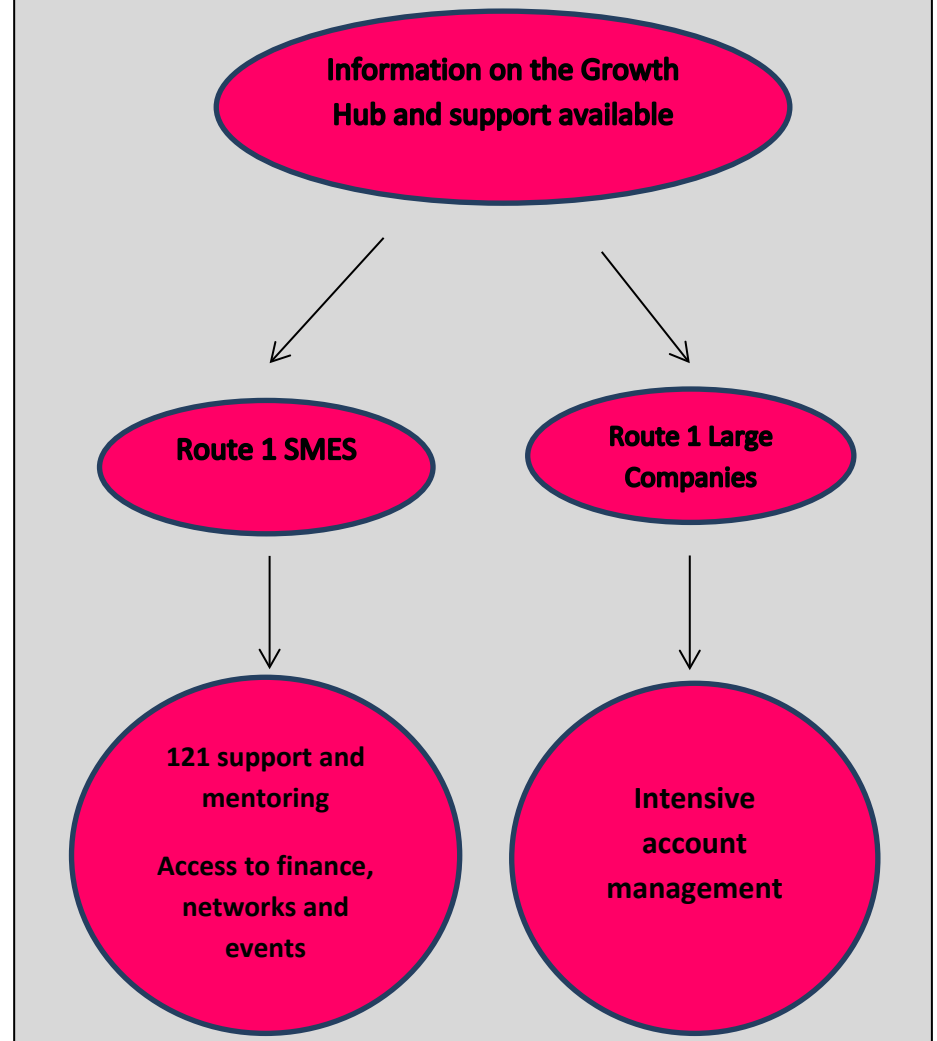 Information on the Growth
Hub and support available
Route 1 SMES
Route 1 Large
Companies
121 support and
mentoring
Access to finance,
networks and
events
Intensive
account
management